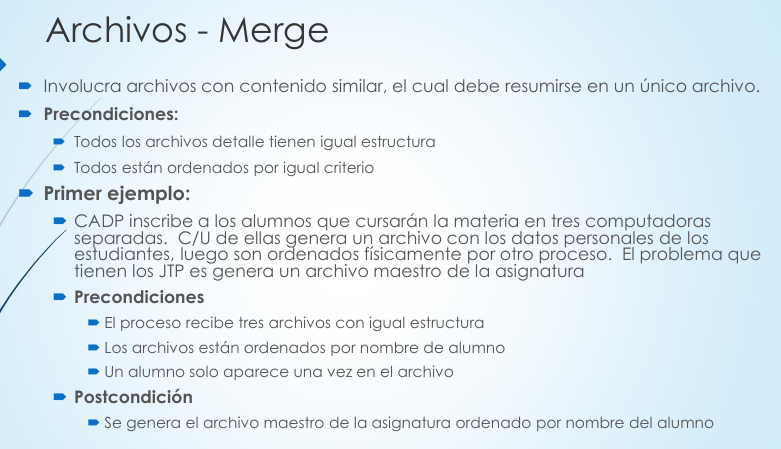 Archivos - Merge
Involucra archivos con contenido similar, el cual debe resumirse en un único archivo.
Precondiciones:
Todos los archivos detalle tienen igual estructura
Todos están ordenados por igual criterio
Primer ejemplo:
CADP inscribe a los alumnos que cursarán la materia en tres computadoras
separadas.  C/U de ellas genera un archivo con los datos personales de los
estudiantes, luego son ordenados físicamente por otro proceso.  El problema que
tienen los JTP es genera un archivo maestro de la asignatura
Precondiciones
El proceso recibe tres archivos con igual estructura
Los archivos están ordenados por nombre de alumno
Un alumno solo aparece una vez en el archivo
Postcondición
Se genera el archivo maestro de la asignatura ordenado por nombre del alumno